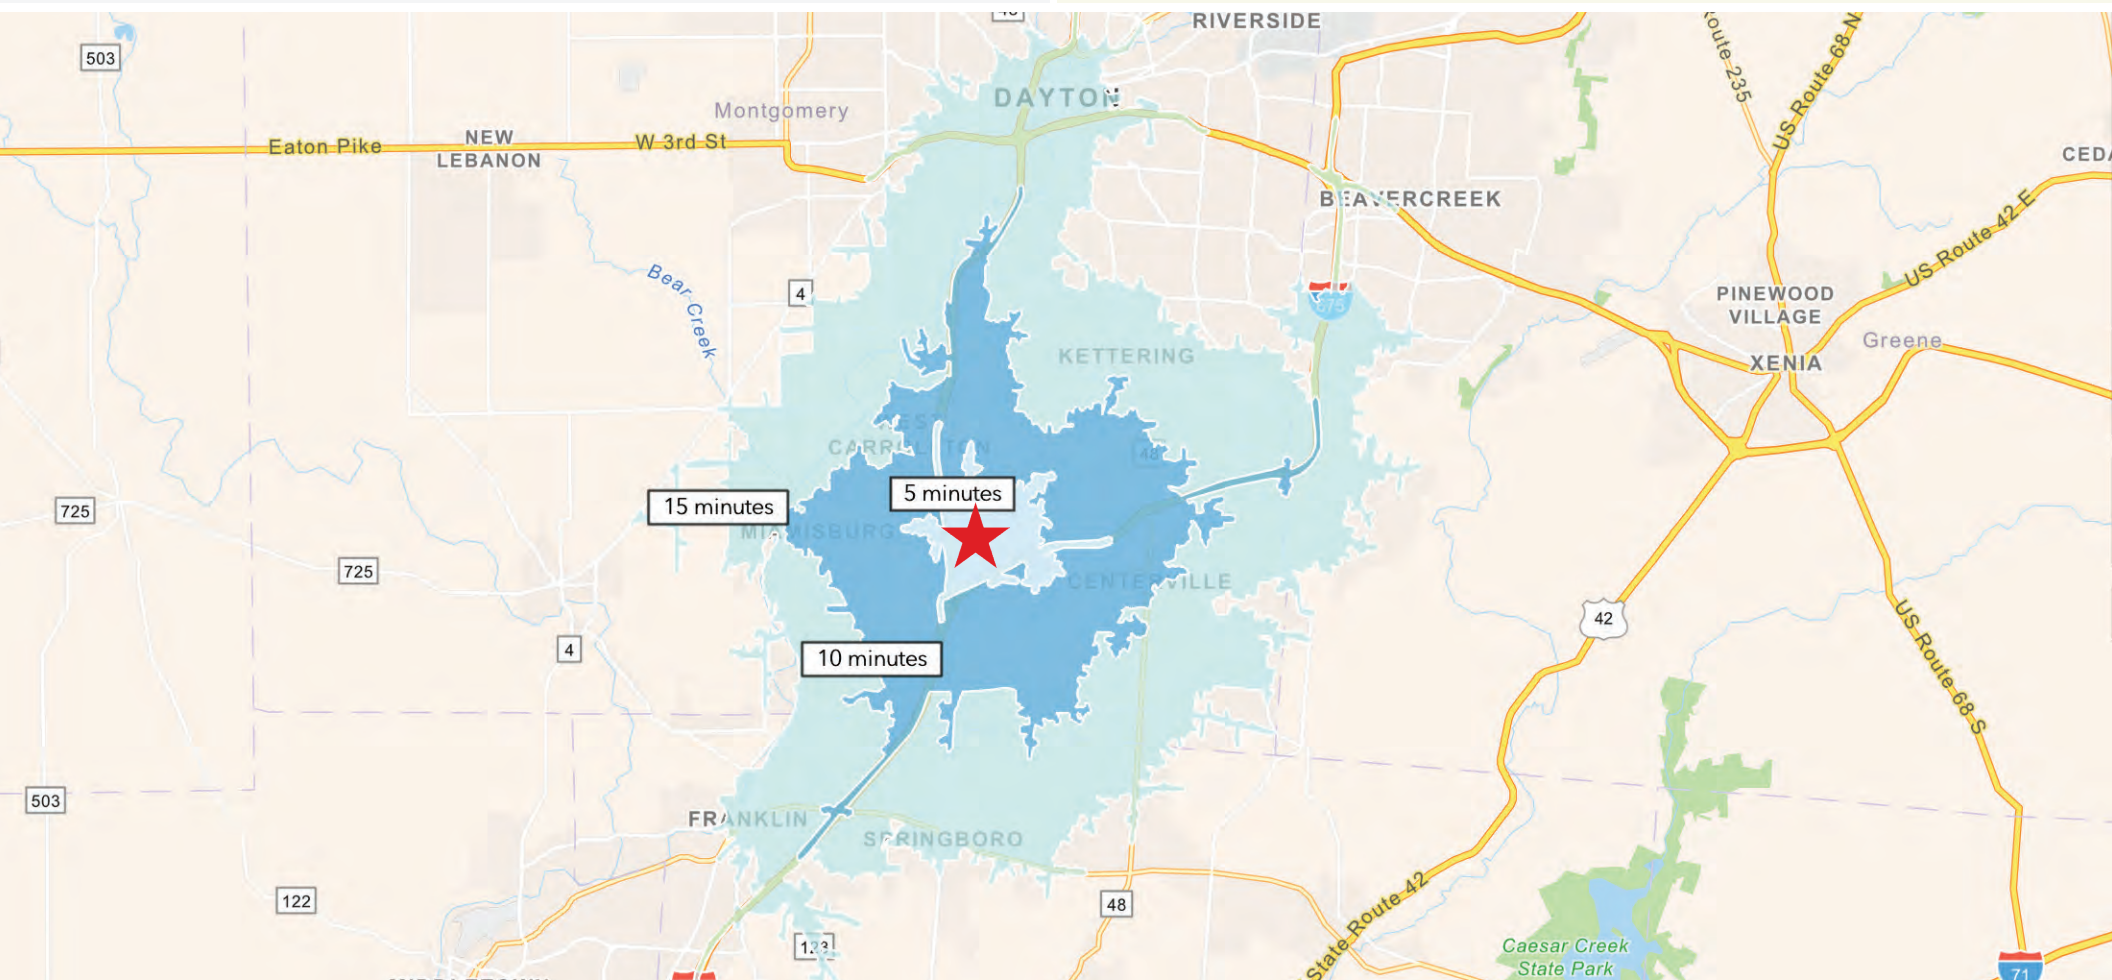 RIVERSIDE
503
DAYTON
Montgomery
Eaton Pike
NEW
LEBANON
W 3rd St
Route 235
US Route 68 N
CED
BEAVERCREEK
US Route 42 E
Bear Creek
4
675
PINEWOOD
VILLAGE
Greene
XENIA
KETTERING
WEST
CARROLLTON
48
5 minutes
15 minutes
MIAMISBURG
725
725
CENTERVILLE
42
US Route 68 S
4
10 minutes
503
FRANKLIN
SPRINGBORO
122
48
State Route 42
123
Caesar Creek
State Park
71